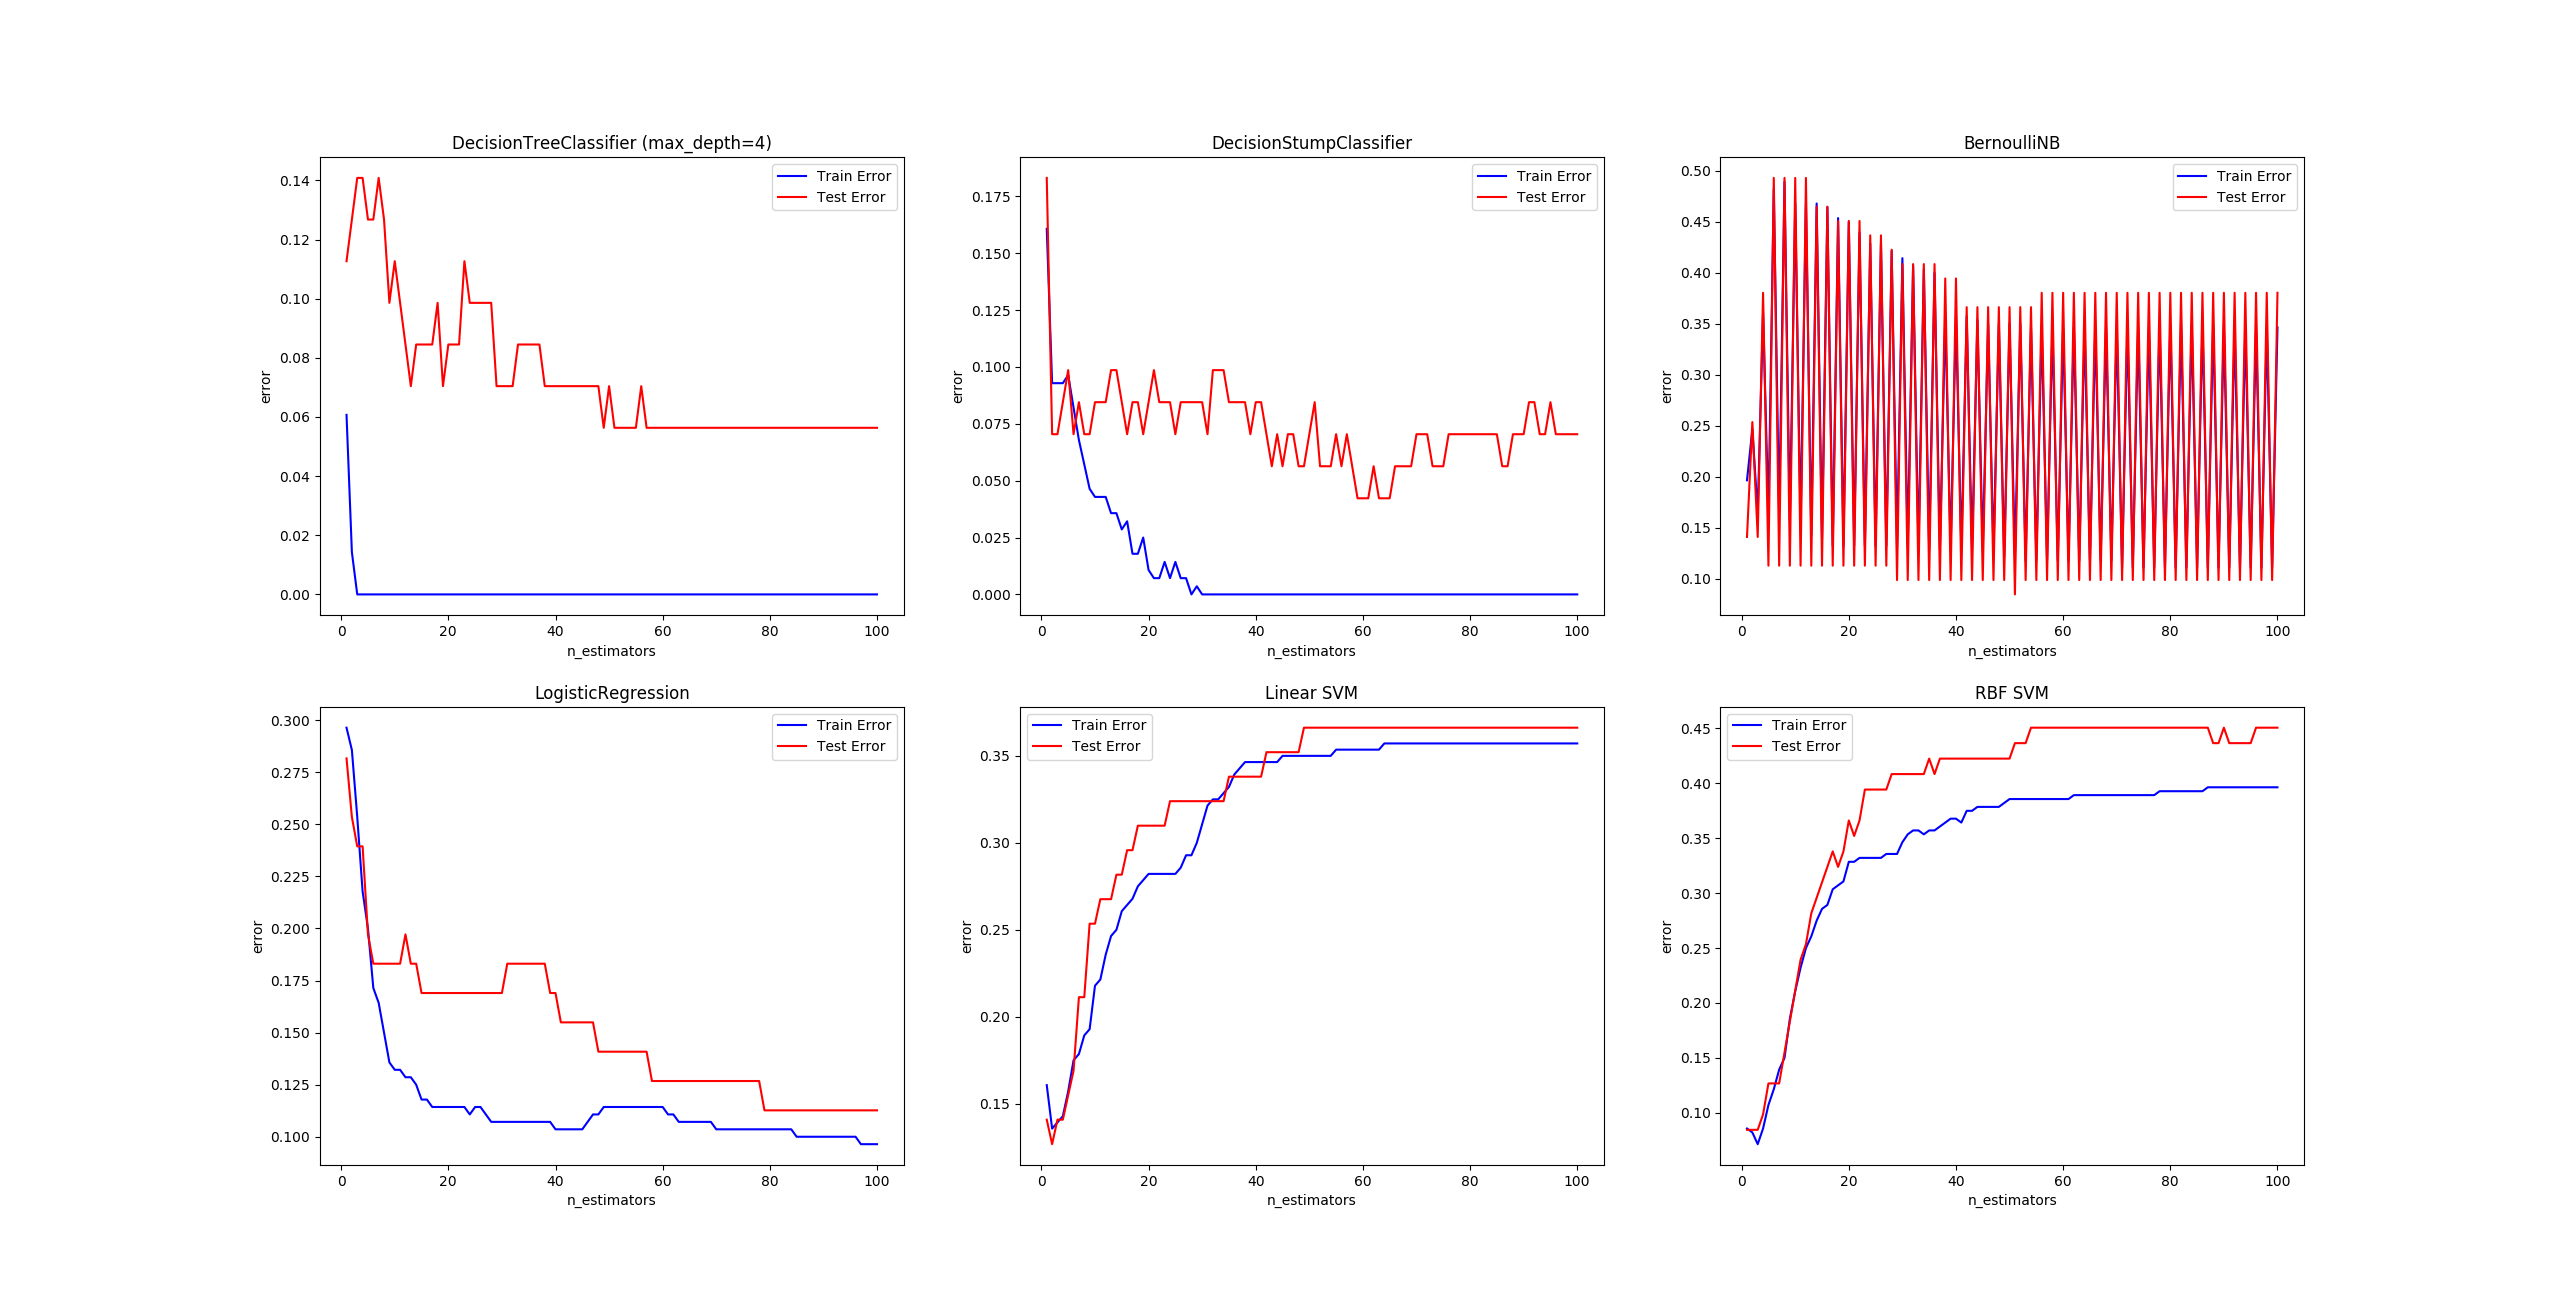 DecisionTreeClassifier (max_depth=4)
Train Error
Test Error
0.14
0.12
0.10
0.08
0.06
0.04
0.02
0.00
error
0
20
40
60
80
100
n_estimators
DecisionStumpClassifier
Train Error
Test Error
0.175
0.150
0.125
0.100
0.075
0.050
0.025
0.000
error
0
20
40
60
80
100
n_estimators
BernoulliNB
Train Error
Test Error
0.50
0.45
0.40
0.35
0.30
0.25
0.20
0.15
0.10
error
0
20
40
60
80
100
n_estimators
LogisticRegression
Train Error
Test Error
0.300
0.275
0.250
0.225
0.200
0.175
0.150
0.125
0.100
error
0
20
40
60
80
100
n_estimators
Linear SVM
Train Error
Test Error
0.35
0.30
0.25
0.20
0.15
error
0
20
40
60
80
100
n_estimators
RBF SVM
Train Error
Test Error
0.45
0.40
0.35
0.30
0.25
0.20
0.15
0.10
error
0
20
40
60
80
100
n_estimators